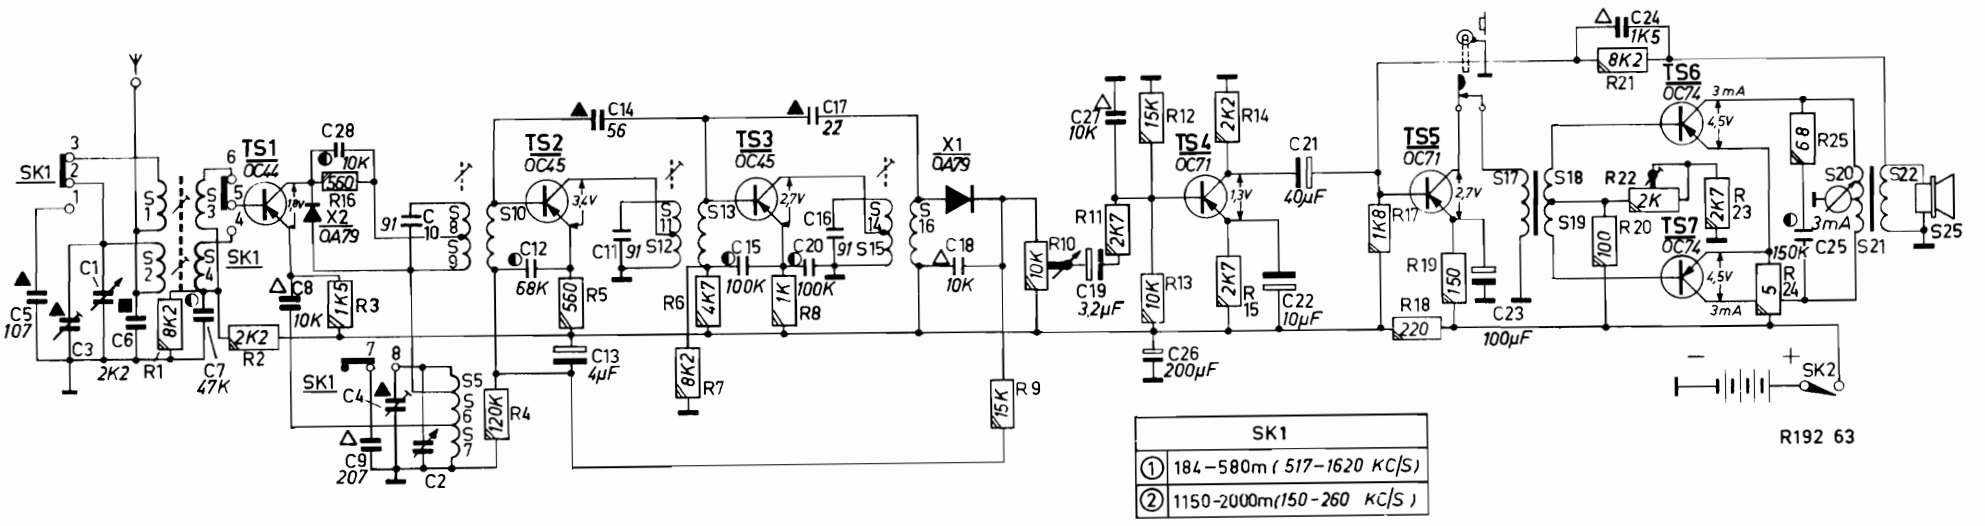 SK1
3
2
1
C5
107
C3
C1
2K2
S1
S2
C6
8K2
R1
S3
S4
6
5
4
SK1
C7
47K
2K2
R2
TS1
OC44
1,8V
C28
10K
560
R16
X2
OA79
C8
10K
1K5
R3
7
8
SK1
C4
C9
207
C2
S5
S6
S7
91
C10
S8
S9
S10
TS2
OC45
3,4V
C12
68K
560
R5
C13
4µF
120K
R4
C14
56
C11
91
S11
S12
S13
TS3
OC45
2,7V
C15
100K
R6
4K7
8K2
R7
1K
R8
C20
100K
C16
91
C17
22
S14
S15
S16
X1
OA79
C18
10K
15K
R9
R10
10K
C19
3,2µF
R11
2K7
C27
10K
15K
R12
10K
R13
C26
200µF
TS4
OC71
1,3V
2K2
R14
2K7
R15
C22
10µF
C21
40µF
1K8
R17
R18
220
TS5
OC71
2,7V
R19
150
C23
100µF
S17
S18
S19
C24
1K5
8K2
R21
TS6
OC74
3mA
4,5V
R22
2K
2K7
R23
100
R20
TS7
OC74
4,5V
3mA
5
R24
68
R25
3mA
150K
C25
S20
S21
S22
S25
−
+
SK2
R192 63
SK1
1 184-580m ( 517-1620 KC/S )
2 1150-2000m(150-260 KC/S )